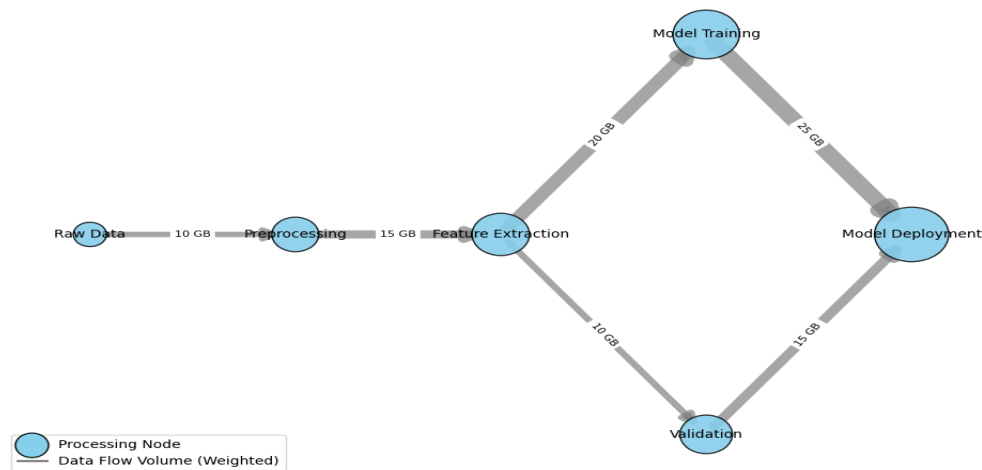 Model Training
20 GB
25 GB
Raw Data
10 GB
Preprocessing
15 GB
Feature Extraction
Model Deployment
10 GB
15 GB
Validation
Processing Node
Data Flow Volume (Weighted)